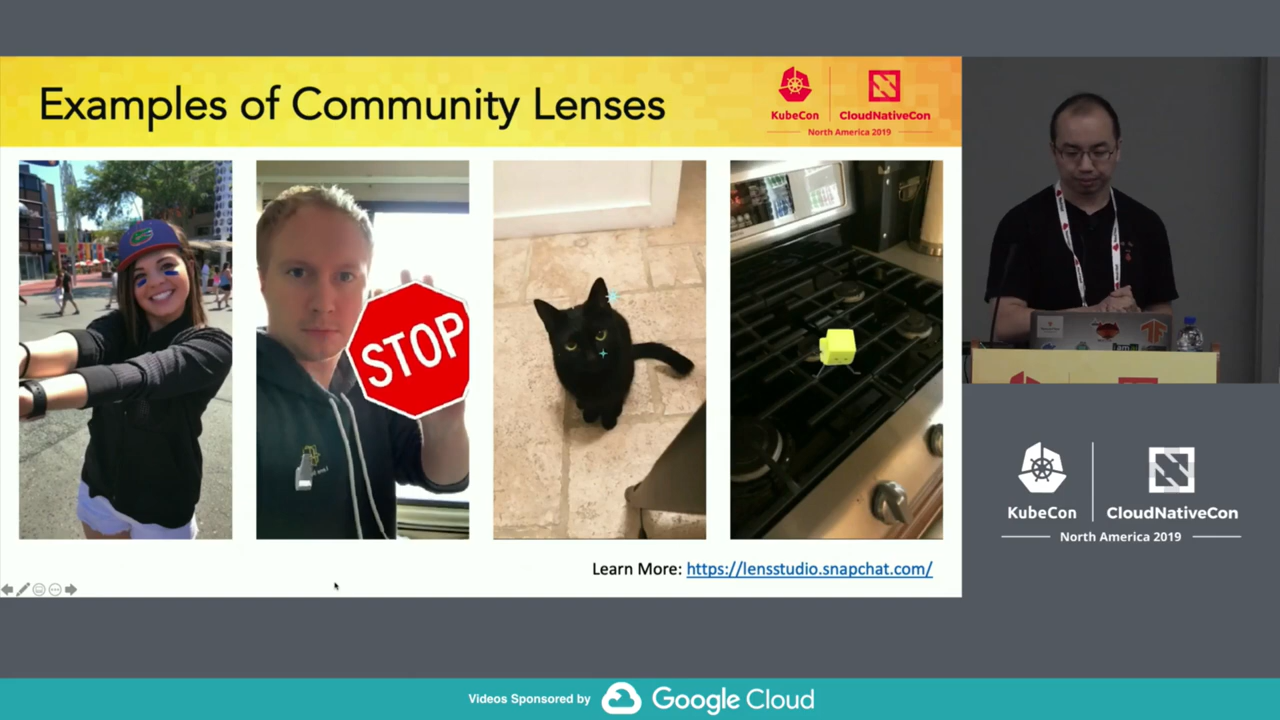 Examples of Community Lenses
KubeCon
CloudNativeCon
North America 2019
STOP
Learn More: https://lensstudio.snapchat.com/
KubeCon
CloudNativeCon
North America 2019
Videos Sponsored by
Google Cloud